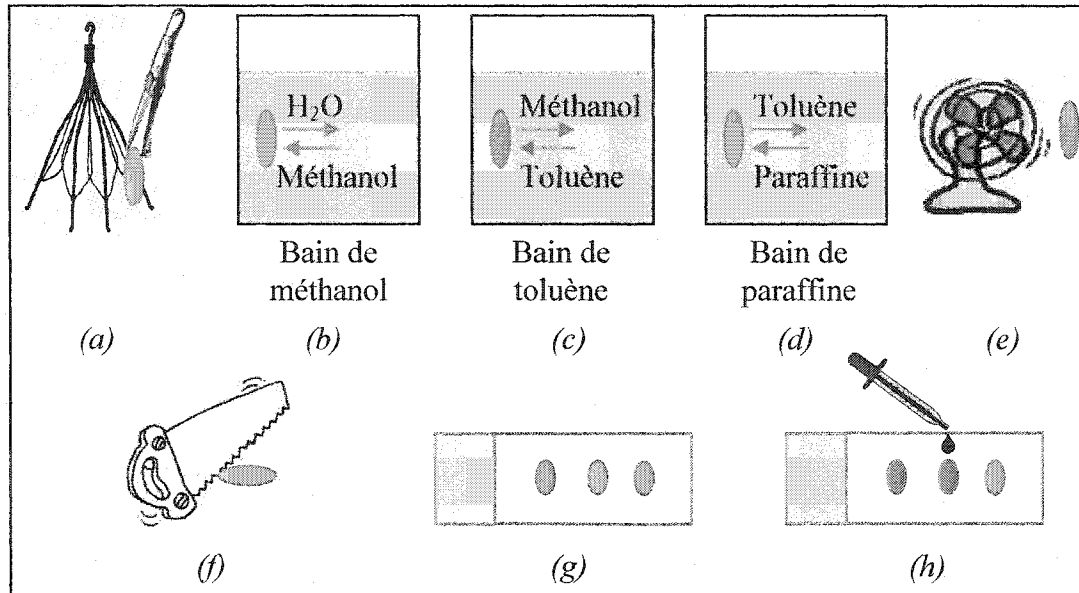 H₂O
Méthanol
Bain de
méthanol
Méthanol
Toluène
Bain de
toluène
Toluène
Paraffine
Bain de
paraffine
(a)
(b)
(c)
(d)
(e)
(f)
(g)
(h)